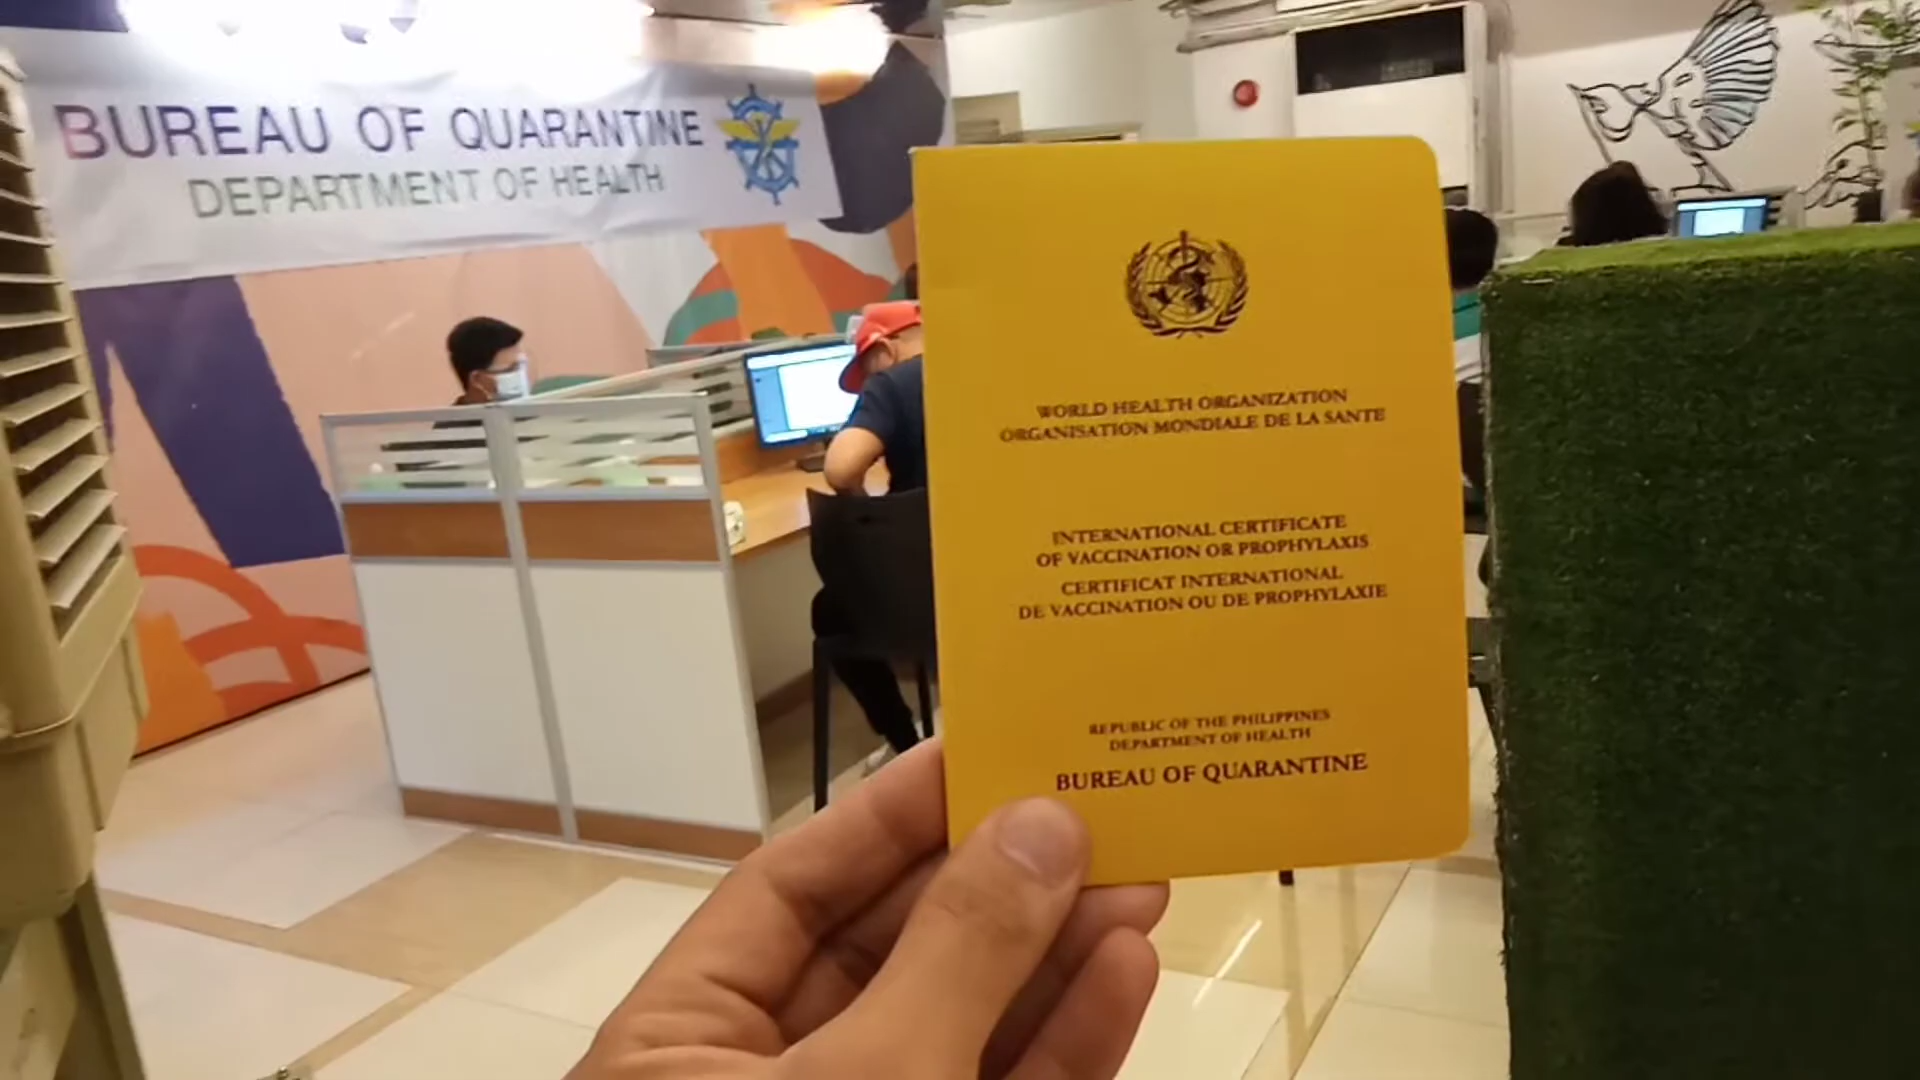 BUREAU OF QUARANTINE
DEPARTMENT OF HEALTH
WORLD HEALTH ORGANIZATION
ORGANISATION MONDIALE DE LA SANTE
INTERNATIONAL CERTIFICATE
OF VACCINATION OR PROPHYLAXIS
CERTIFICAT INTERNATIONAL
DE VACCINATION OU DE PROPHYLAXIE
REPUBLIC OF THE PHILIPPINES
DEPARTMENT OF HEALTH
BUREAU OF QUARANTINE